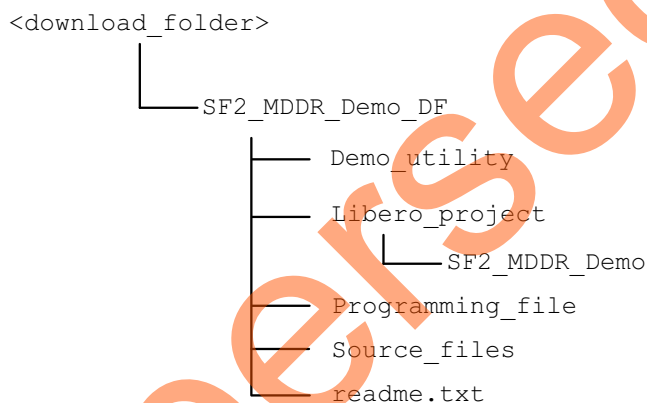 <download_folder>
SF2_MDDR_Demo_DF
Demo_utility
Libero_project
SF2_MDDR_Demo
Programming_file
Source_files
readme.txt